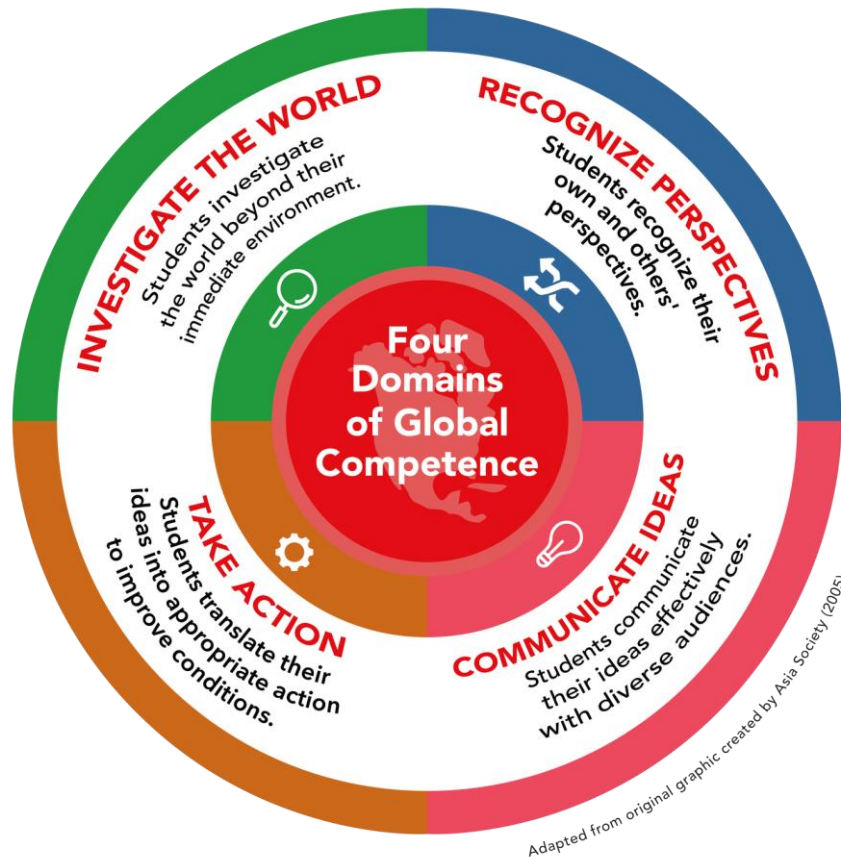 Four
Domains
of Global
Competence
INVESTIGATE THE WORLD
Students investigate
the world beyond their
immediate environment.
RECOGNIZE PERSPECTIVES
Students recognize their
own and others'
perspectives.
COMMUNICATE IDEAS
Students communicate
their ideas effectively
with diverse audiences.
TAKE ACTION
Students translate their
ideas into appropriate action
to improve conditions.
Adapted from original graphic created by Asia Society (2005)